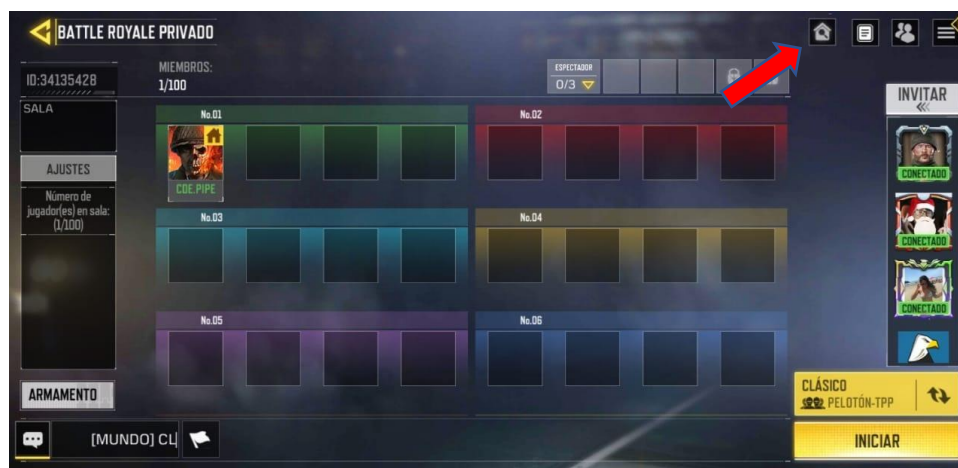 BATTLE ROYALE PRIVADO
ID:34135428
MIEMBROS:
1/100
ESPECTADOR
0/3
INVITAR
SALA
No.01
No.02
CDE.PIPE
CONECTADO
AJUSTES
Número de
jugador(es) en sala:
(1/100)
No.03
No.04
CONECTADO
CONECTADO
No.05
No.06
ARMAMENTO
CLÁSICO
PELOTÓN-TPP
[MUNDO] CL
INICIAR